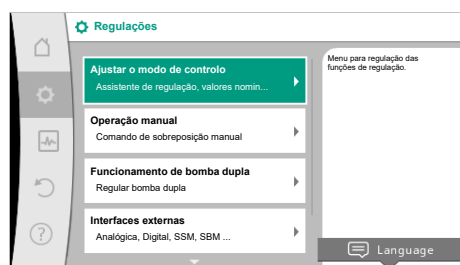 Regulações
Ajustar o modo de controlo
Assistente de regulação, valores nomin...
Operação manual
Comando de sobreposição manual
Funcionamento de bomba dupla
Regular bomba dupla
Interfaces externas
Analógica, Digital, SSM, SBM ...
Menu para regulação das
funções de regulação.
Language